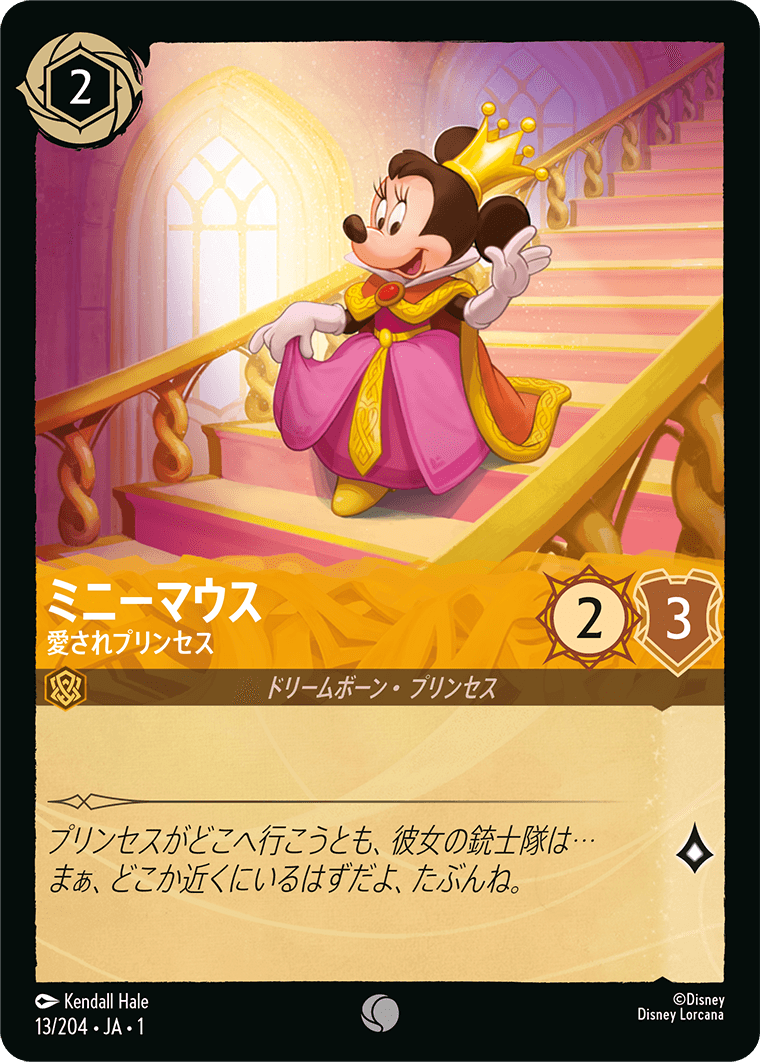 2
ミニーマウス
愛されプリンセス
2
3
ドリームボーン・プリンセス
プリンセスがどこへ行こうとも、彼女の銃士隊は…
まぁ、どこか近くにいるはずだよ、たぶんね。
Kendall Hale
13/204・JA・1
©Disney
Disney Lorcana